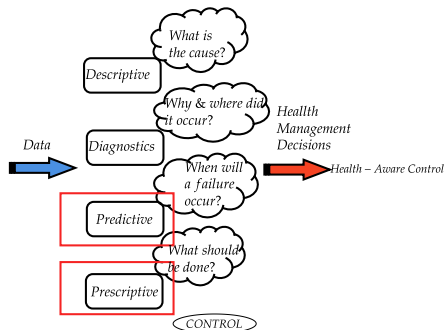 What is
the cause?
Descriptive
Why & where did
it occur?
Heallth
Management
Decisions
Data
Diagnostics
When will
a failure
occur?
Health – Aware Control
Predictive
What should
be done?
Prescriptive
CONTROL